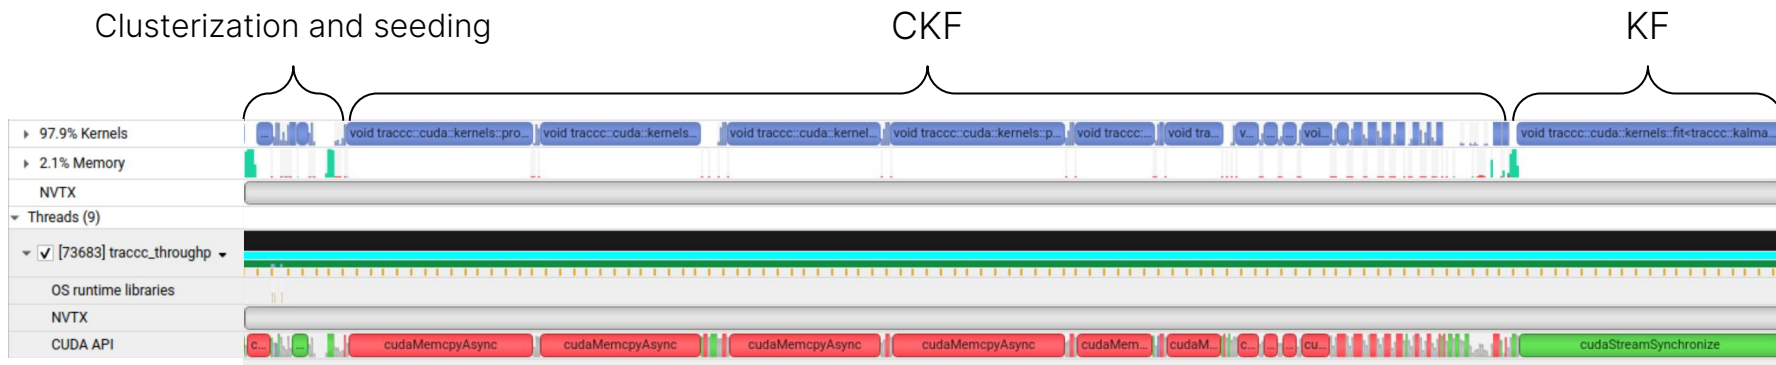 Clusterization and seeding
CKF
KF
97.9% Kernels
... void traccc::cuda::kernels::pro... void traccc::cuda::kernels... void traccc::cuda::kernel... void traccc::cuda::kernels::p... void traccc:... void tra... v... ... ... voi... void traccc::cuda::kernels::fit<traccc::kalma...
2.1% Memory
NVTX
Threads (9)
[73683] traccc_throughp
OS runtime libraries
NVTX
CUDA API
c... ... cudaMemcpyAsync cudaMemcpyAsync cudaMemcpyAsync cudaMemcpyAsync cudaMem... cudaM... c... ... ... cu... cudaStreamSynchronize